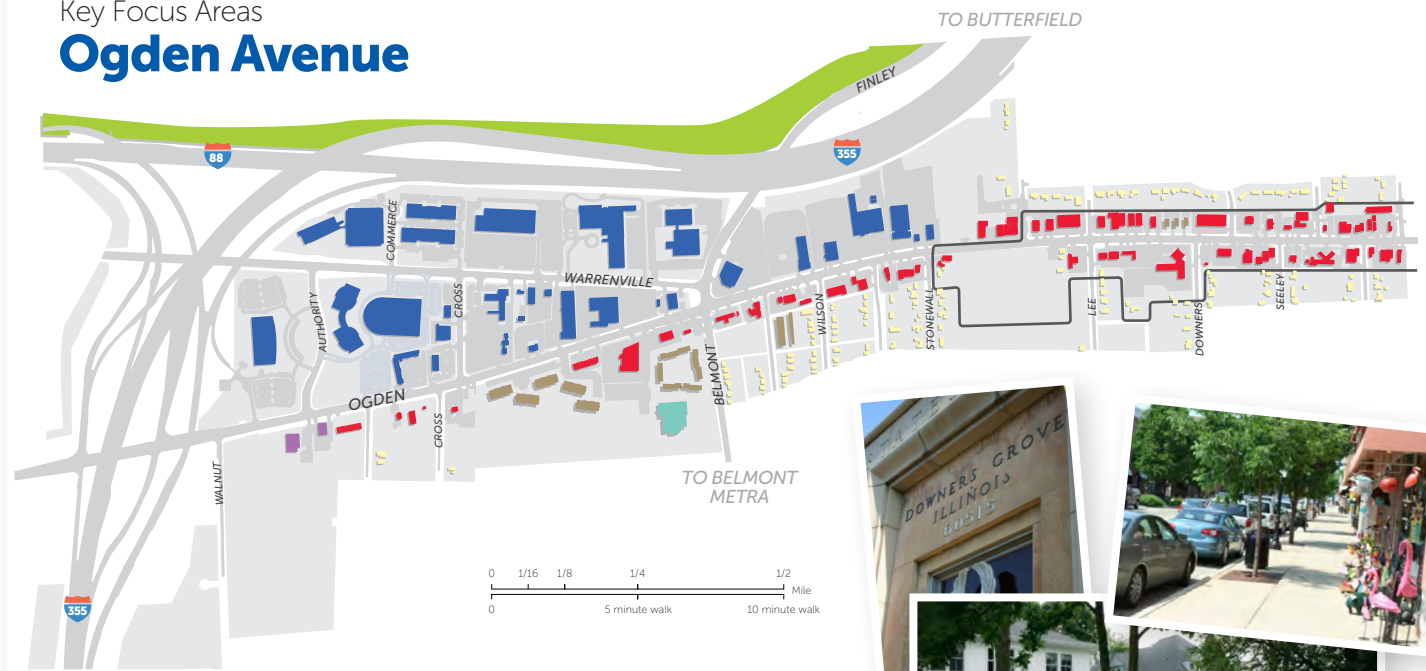 Key Focus Areas
Ogden Avenue
TO BUTTERFIELD
FINLEY
88
355
COMMERCE
WARRENVILLE
CROSS
AUTHORITY
WILSON
STONEWALL
LEE
DOWNERS
SEELEY
BELMONT
OGDEN
CROSS
WALNUT
TO BELMONT
METRA
355
0 1/16 1/8 1/4 1/2
Mile
0 5 minute walk 10 minute walk
DOWNERS GROVE
ILLINOIS
60515